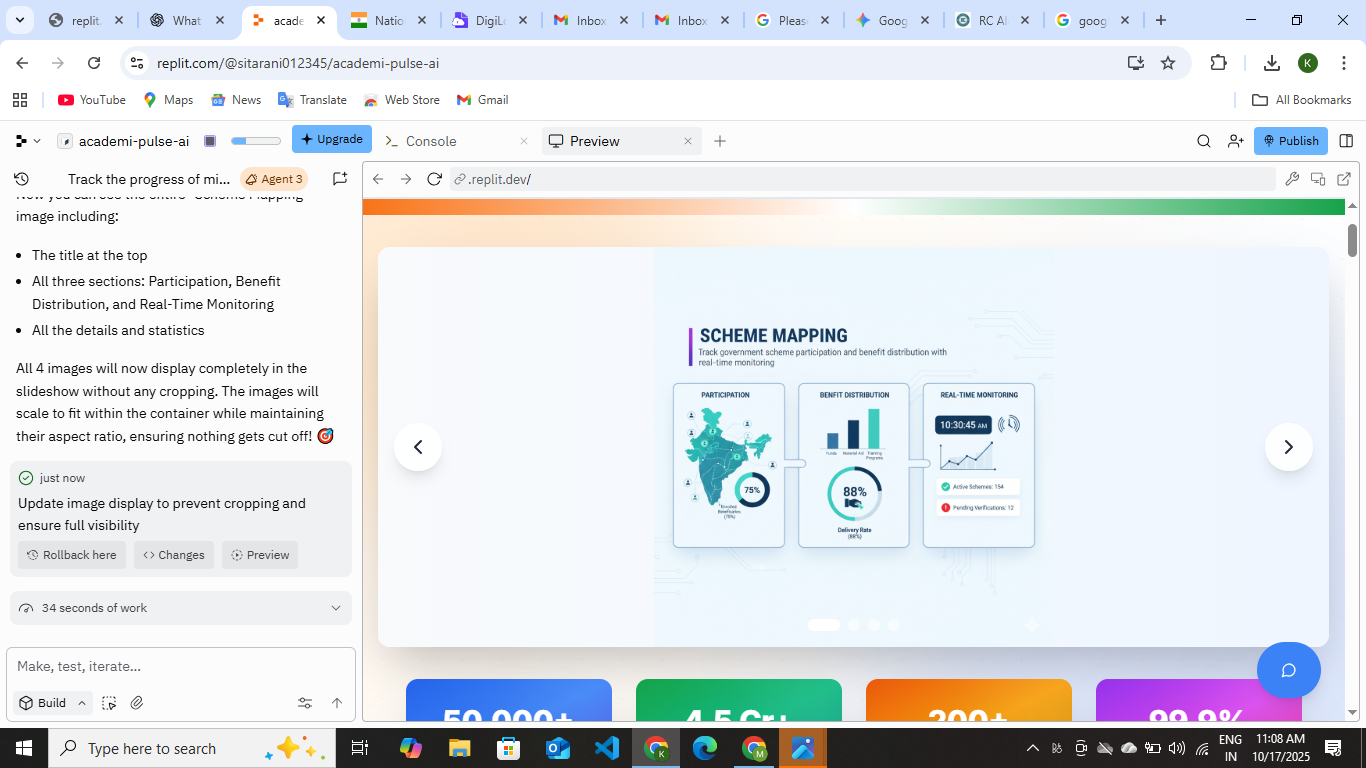 replit.
What
acade
Natio
DigiLo
Inbox
Inbox
Pleas
Goog
RC Al
goog
replit.com/@sitarani012345/academi-pulse-ai
K
YouTube
Maps
News
Translate
Web Store
Gmail
All Bookmarks
academi-pulse-ai
Upgrade
Console
Preview
Publish
Track the progress of mi...
Agent 3
.replit.dev/
image including:
The title at the top
All three sections: Participation, Benefit
Distribution, and Real-Time Monitoring
All the details and statistics
All 4 images will now display completely in the
slideshow without any cropping. The images will
scale to fit within the container while maintaining
their aspect ratio, ensuring nothing gets cut off!
just now
Update image display to prevent cropping and
ensure full visibility
Rollback here
Changes
Preview
34 seconds of work
Make, test, iterate...
Build
SCHEME MAPPING
Track government scheme participation and benefit distribution with
real-time monitoring
PARTICIPATION
75%
Enrolled
Beneficiaries
(76%)
BENFIT DISTRIBUTION
Funds
Material Aid
Training
Programs
88%
Delivery Rate
(88%)
REAL-TIME MONITORING
10:30:45 AM
Active Schemes: 154
Pending Verifications: 12
50,000+
4.5 Cr+
200+
99.9%
Type here to search
ENG
IN
11:08 AM
10/17/2025